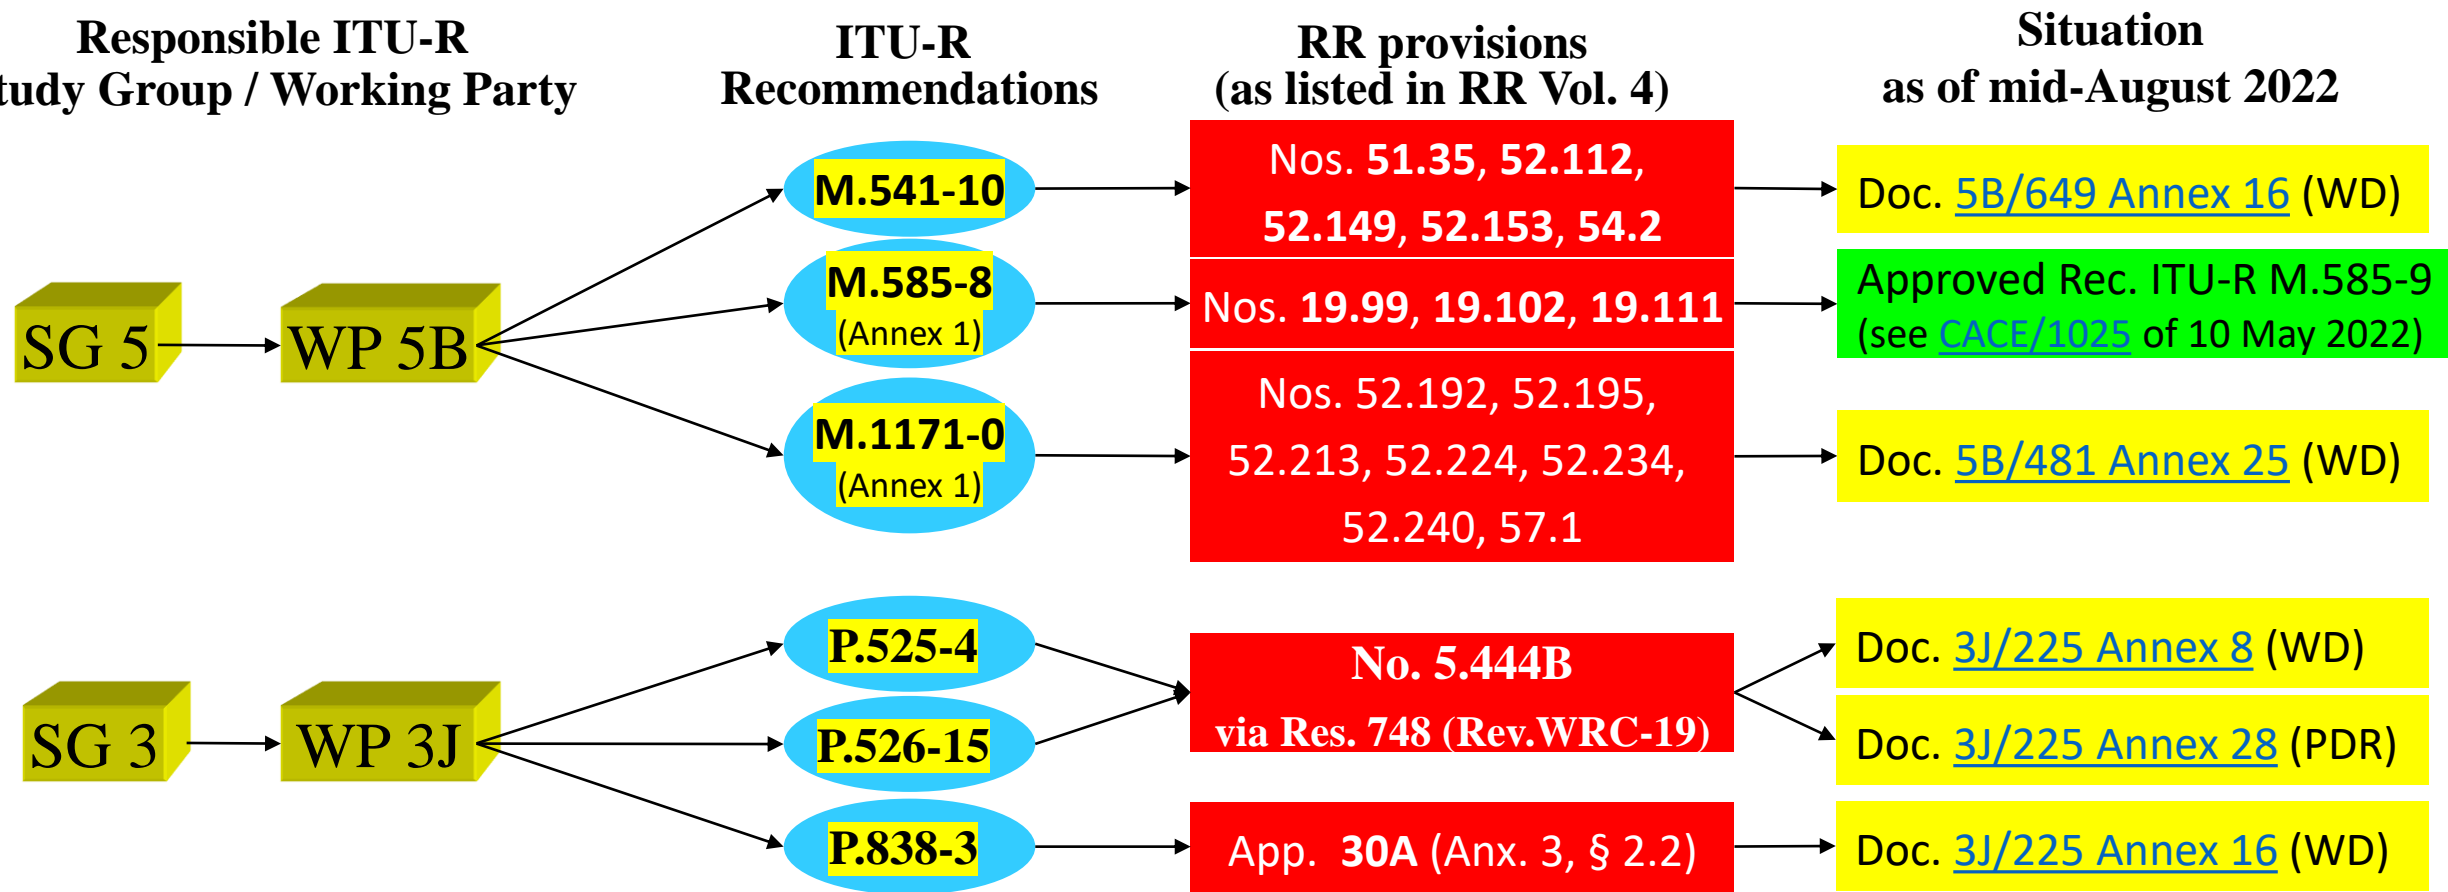 Responsible ITU-R
tudy Group / Working Party
ITU-R
Recommendations
RR provisions
(as listed in RR Vol. 4)
Situation
as of mid-August 2022
SG 5
WP 5B
M.541-10
Nos. 51.35, 52.112,
52.149, 52.153, 54.2
Doc. 5B/649 Annex 16 (WD)
M.585-8
(Annex 1)
Nos. 19.99, 19.102, 19.111
Approved Rec. ITU-R M.585-9
(see CACE/1025 of 10 May 2022)
M.1171-0
(Annex 1)
Nos. 52.192, 52.195,
52.213, 52.224, 52.234,
52.240, 57.1
Doc. 5B/481 Annex 25 (WD)
SG 3
WP 3J
P.525-4
P.526-15
No. 5.444B
via Res. 748 (Rev.WRC-19)
Doc. 3J/225 Annex 8 (WD)
Doc. 3J/225 Annex 28 (PDR)
P.838-3
App. 30A (Anx. 3, § 2.2)
Doc. 3J/225 Annex 16 (WD)